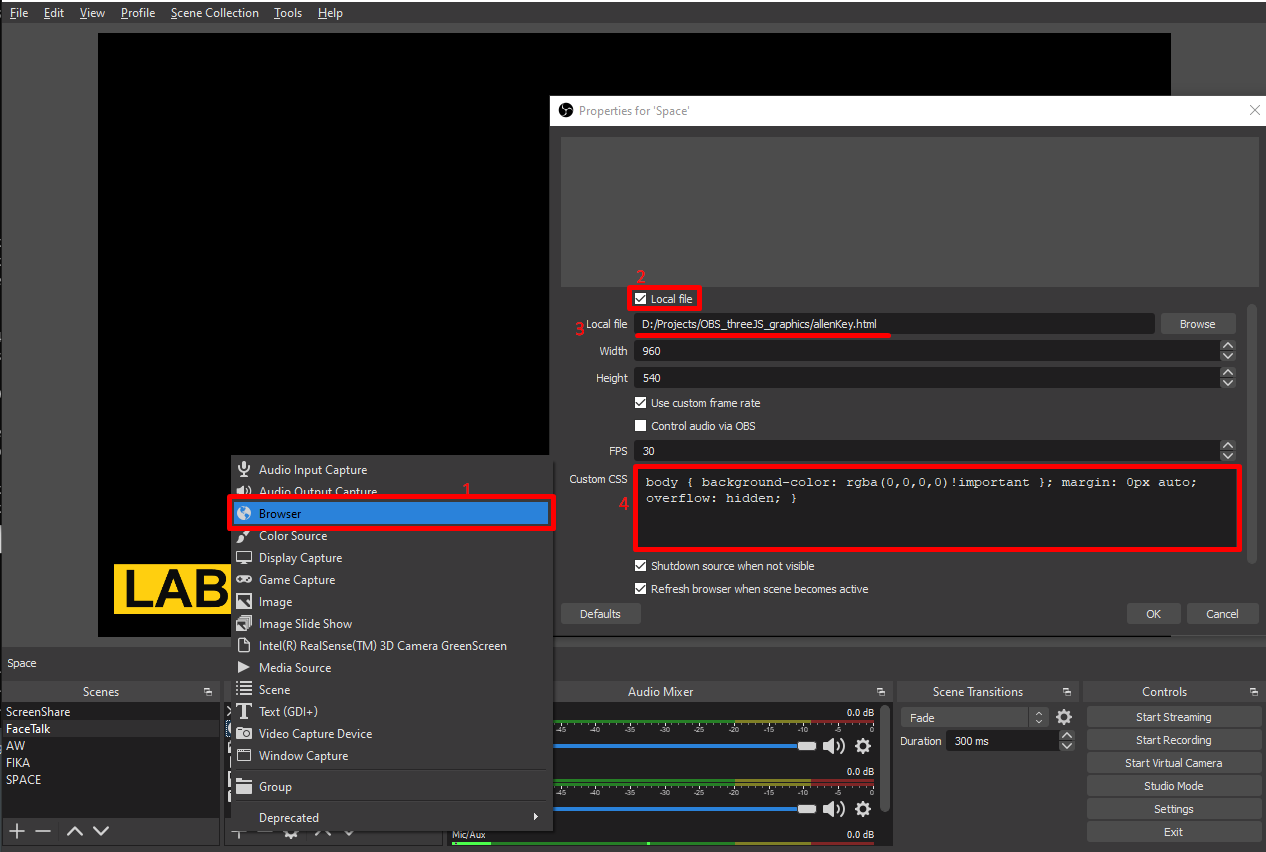 File Edit View Profile Scene Collection Tools Help
Properties for 'Space'
2
Local file
3 Local file D:/Projects/OBS_threeJS_graphics/allenKey.html Browse
Width 960
Height 540
Use custom frame rate
Control audio via OBS
FPS 30
Custom CSS body { background-color: rgba(0,0,0,0)!important }; margin: 0px auto;
4 overflow: hidden; }
Shutdown source when not visible
Refresh browser when scene becomes active
Defaults OK Cancel
Audio Input Capture
Audio Output Capture
1
Browser
Color Source
Display Capture
Game Capture
Image
Image Slide Show
Intel(R) RealSense(TM) 3D Camera GreenScreen
Media Source
Scene
Text (GDI+)
Video Capture Device
Window Capture
Group
Deprecated
LAB
Space
Scenes
ScreenShare
FaceTalk
AW
FIKA
SPACE
Audio Mixer
0.0 dB
-45 -40 -35 -30 -25 -20 -15 -10 -5 0
0.0 dB
-45 -40 -35 -30 -25 -20 -15 -10 -5 0
Mic/Aux 0.0 dB
Scene Transitions
Fade
Duration 300 ms
Controls
Start Streaming
Start Recording
Start Virtual Camera
Studio Mode
Settings
Exit